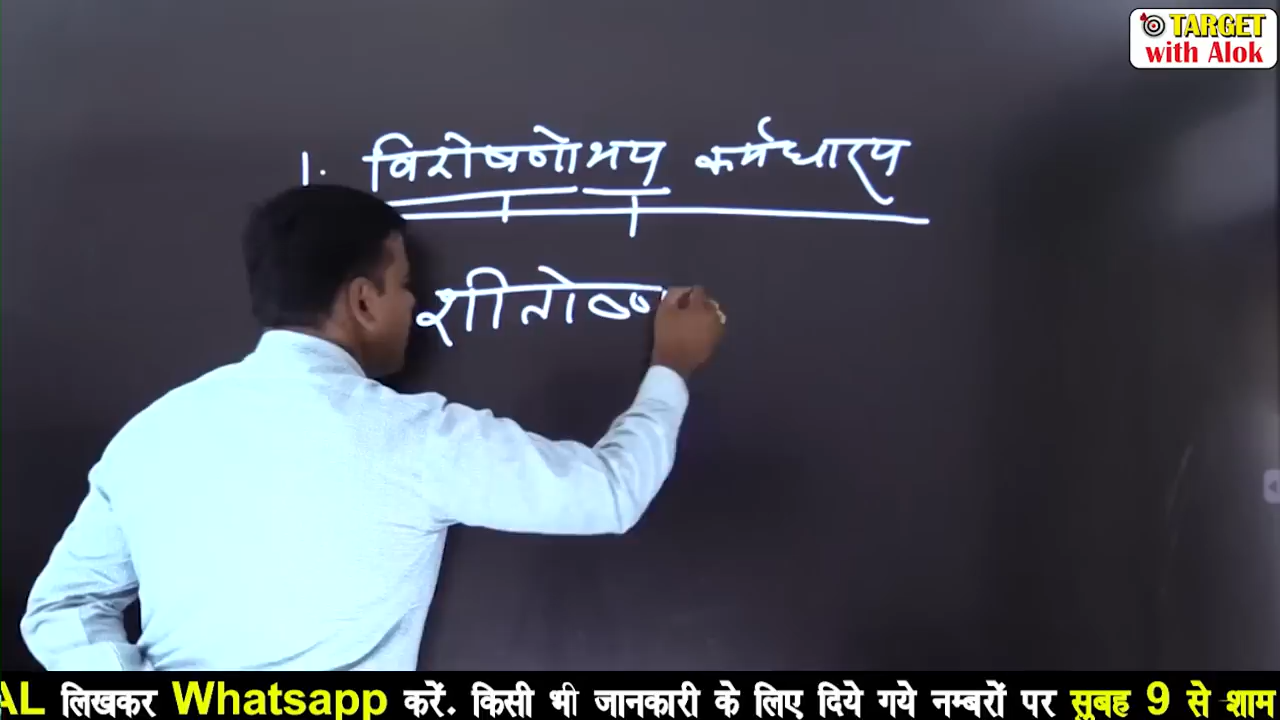 TARGET
with Alok
1. विशेषणोभय कर्मधारय
शीतोष्ण
AL लिखकर Whatsapp करें. किसी भी जानकारी के लिए दिये गये नम्बरों पर सुबह 9 से शाम